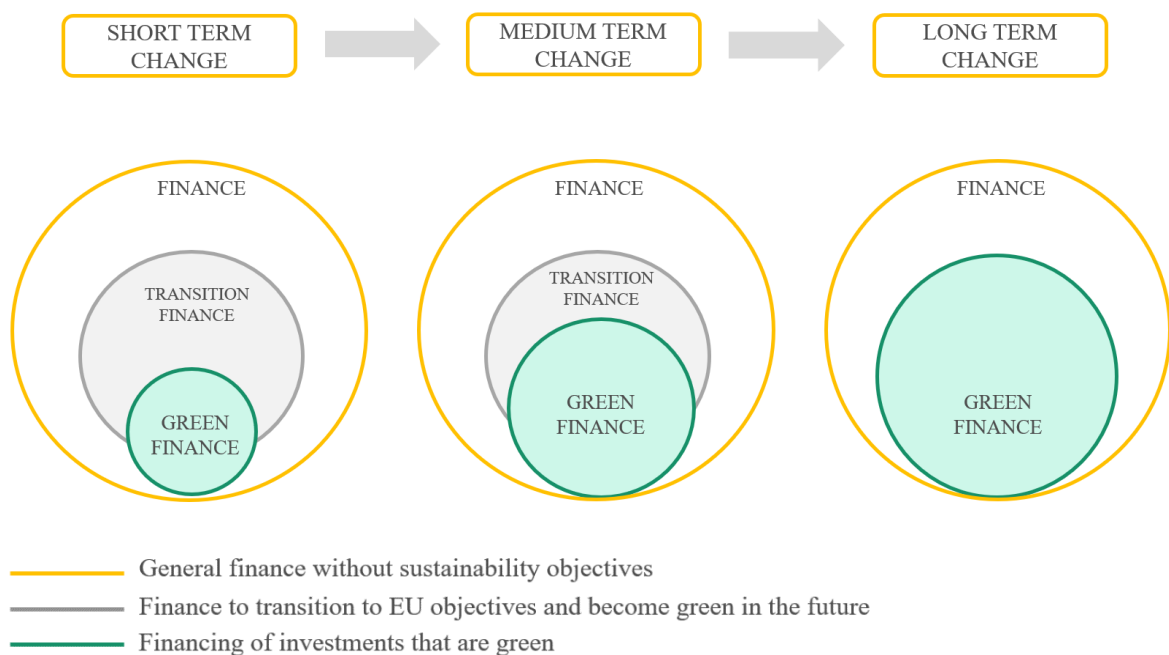 SHORT TERM
CHANGE
MEDIUM TERM
CHANGE
LONG TERM
CHANGE
FINANCE
TRANSITION
FINANCE
GREEN
FINANCE
FINANCE
TRANSITION
FINANCE
GREEN
FINANCE
FINANCE
GREEN
FINANCE
General finance without sustainability objectives
Finance to transition to EU objectives and become green in the future
Financing of investments that are green